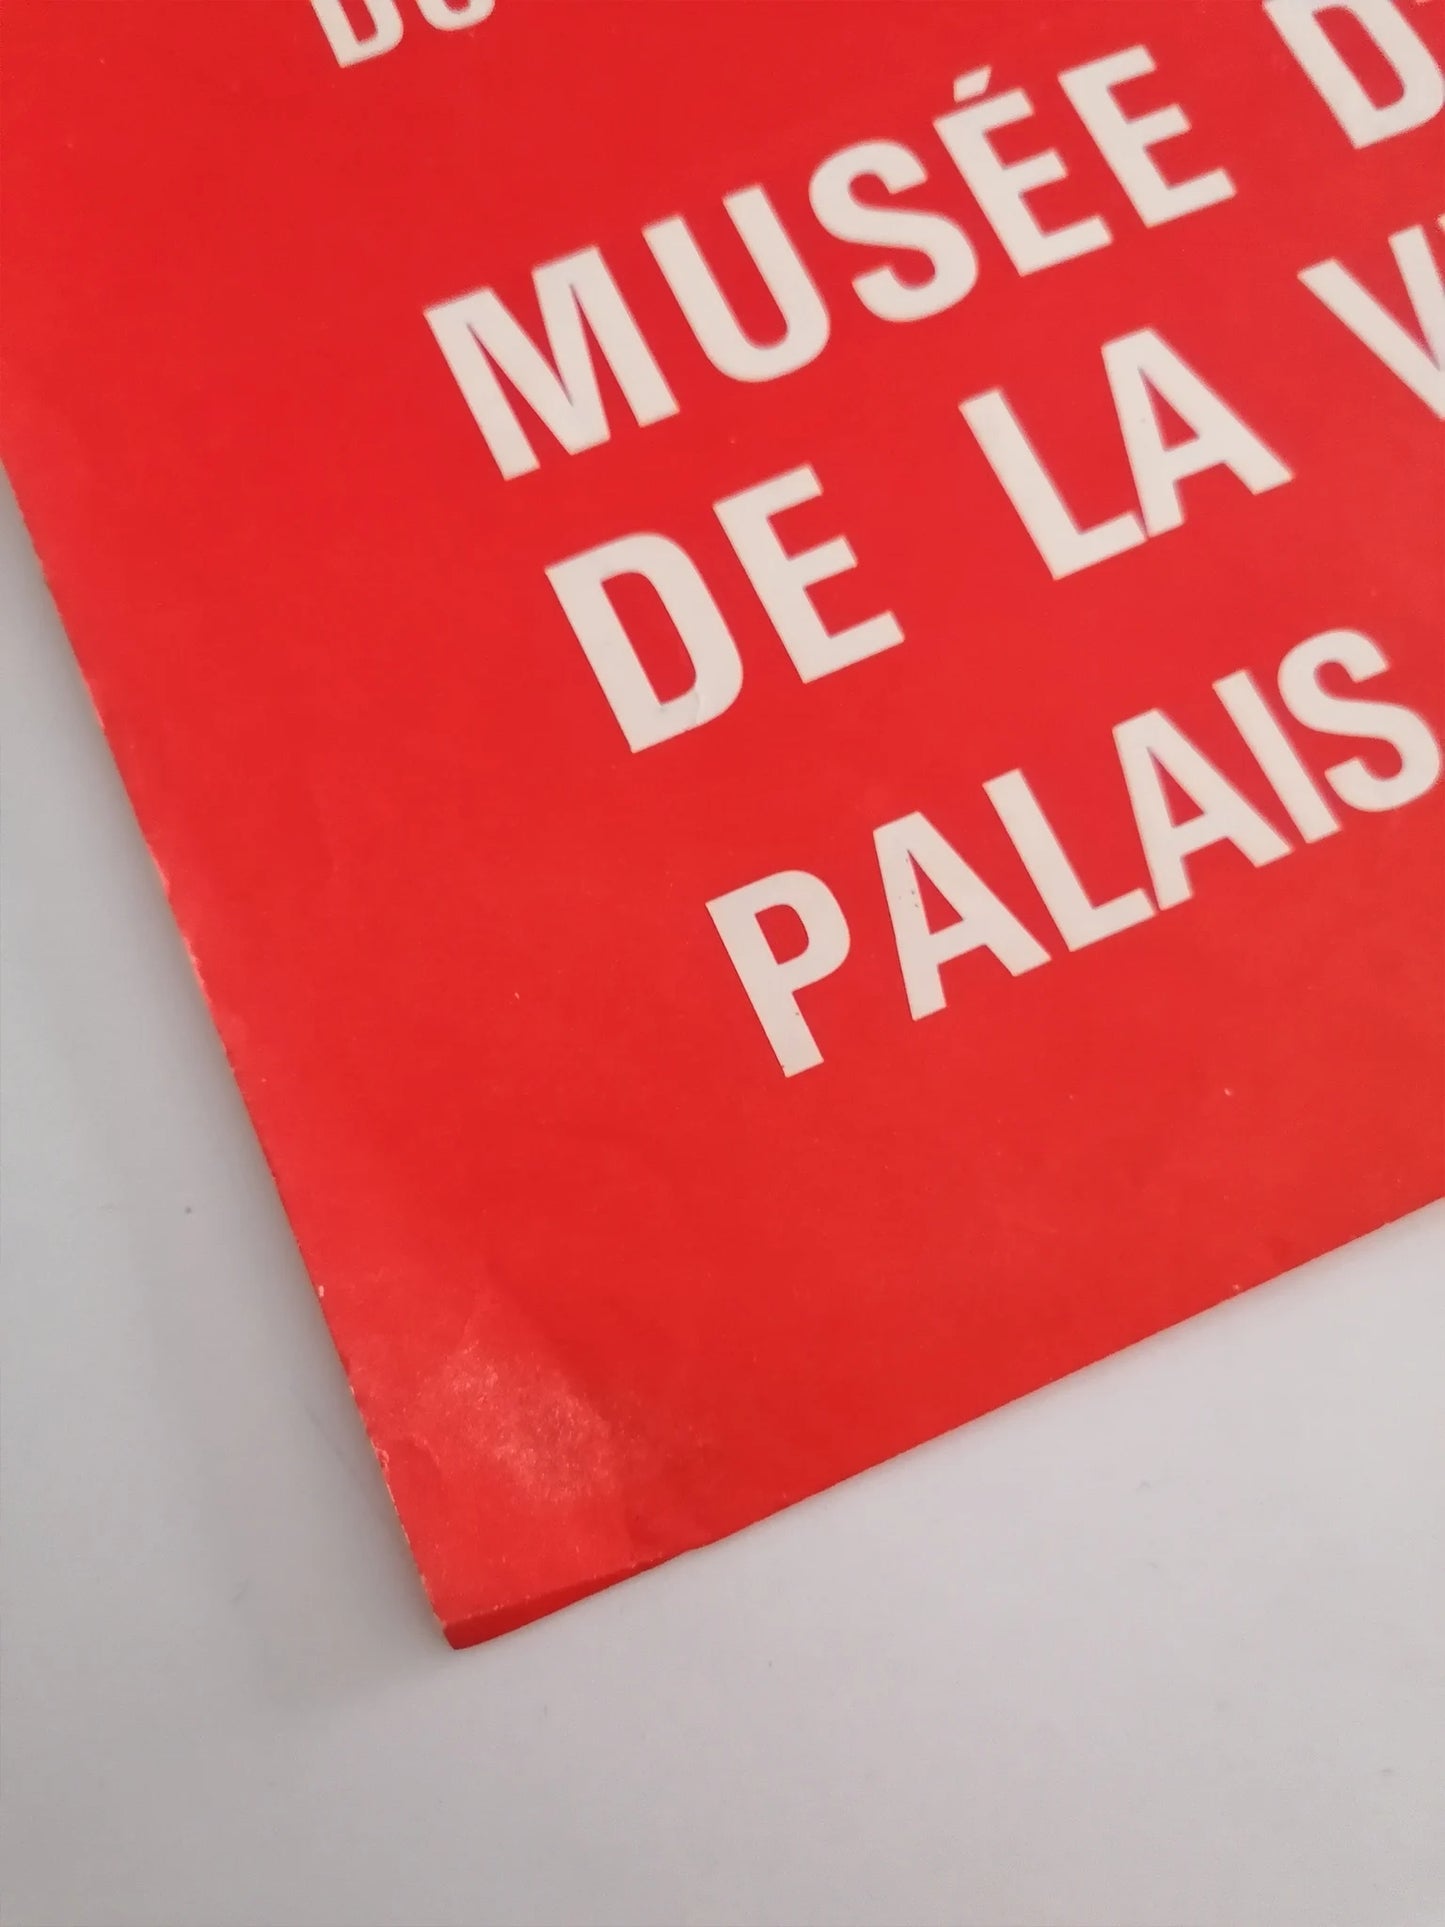 MUSÉE D'
DE LA
PALAIS